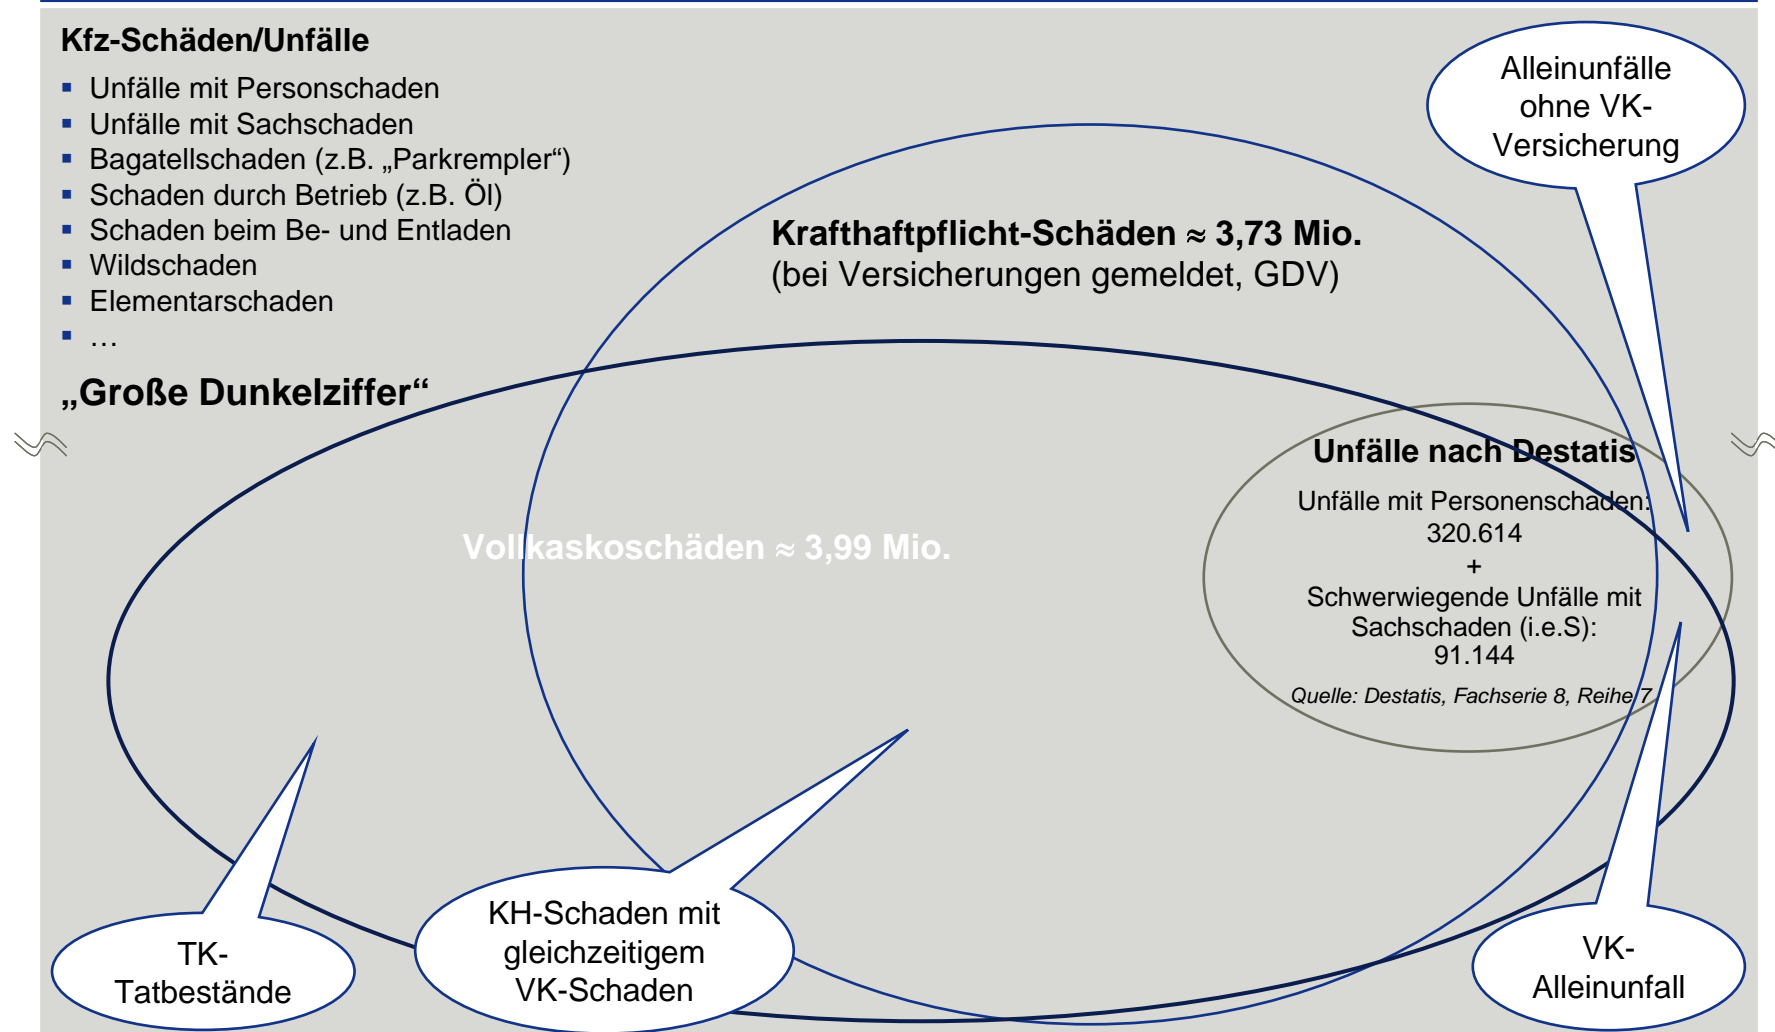 Kfz-Schäden/Unfälle
▪ Unfälle mit Personschaden
▪ Unfälle mit Sachschaden
▪ Bagatellschaden (z.B. „Parkrempler“)
▪ Schaden durch Betrieb (z.B. Öl)
▪ Schaden beim Be- und Entladen
▪ Wildschaden
▪ Elementarschaden
▪ …
„Große Dunkelziffer“
Alleinunfälle
ohne VK-
Versicherung
Krafthaftpflicht-Schäden ≈ 3,73 Mio.
(bei Versicherungen gemeldet, GDV)
Unfälle nach Destatis
Unfälle mit Personenschaden:
320.614
+
Schwerwiegende Unfälle mit
Sachschaden (i.e.S):
91.144
Quelle: Destatis, Fachserie 8, Reihe 7
Vollkaskoschäden ≈ 3,99 Mio.
TK-
Tatbestände
KH-Schaden mit
gleichzeitigem
VK-Schaden
VK-
Alleinunfall